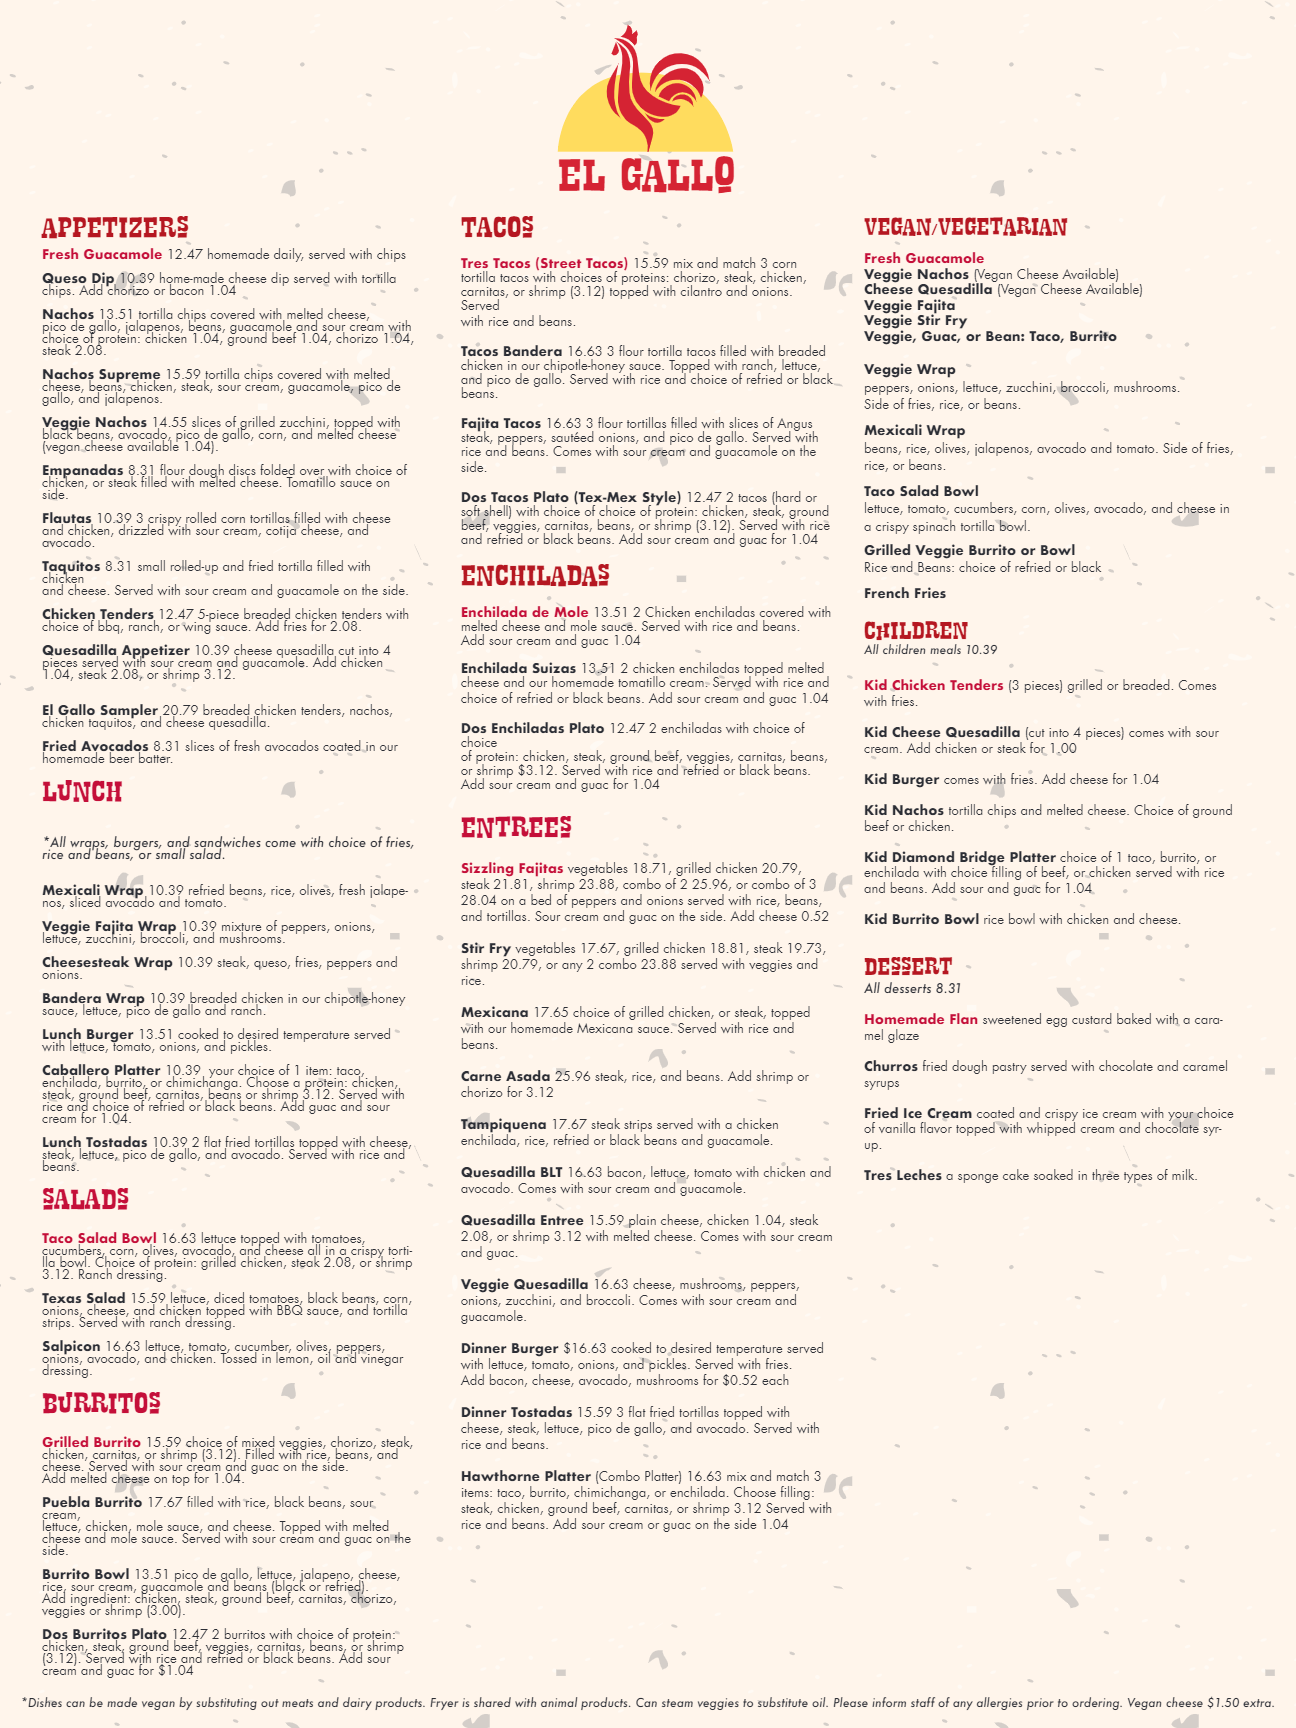 EL GALLO
APPETIZERS
Fresh Guacamole 12.47 homemade daily, served with chips
Queso Dip 10.39 home-made cheese dip served with tortilla
chips. Add chorizo or bacon 1.04
Nachos 13.51 tortilla chips covered with melted cheese,
pico de gallo, jalapenos, beans, guacamole and sour cream with
choice of protein: chicken 1.04, ground beef 1.04, chorizo 1.04,
steak 2.08.
Nachos Supreme 15.59 tortilla chips covered with melted
cheese, beans, chicken, steak, sour cream, guacamole, pico de
gallo, and jalapenos.
Veggie Nachos 14.55 slices of grilled zucchini, topped with
black beans, avocado, pico de gallo, corn, and melted cheese
(vegan cheese available 1.04).
Empanadas 8.31 flour dough discs folded over with choice of
chicken, or steak filled with melted cheese. Tomatillo sauce on
side.
Flautas 10.39 3 crispy rolled corn tortillas filled with cheese
and chicken, drizzled with sour cream, cotija cheese, and
avocado.
Taquitos 8.31 small rolled-up and fried tortilla filled with
chicken
and cheese. Served with sour cream and guacamole on the side.
Chicken Tenders 12.47 5-piece breaded chicken tenders with
choice of bbq, ranch, or wing sauce. Add fries for 2.08.
Quesadilla Appetizer 10.39 cheese quesadilla cut into 4
pieces served with sour cream and guacamole. Add chicken
1.04, steak 2.08, or shrimp 3.12.
El Gallo Sampler 20.79 breaded chicken tenders, nachos,
chicken taquitos, and cheese quesadilla.
Fried Avocados 8.31 slices of fresh avocados coated in our
homemade beer batter.
LUNCH
*All wraps, burgers, and sandwiches come with choice of fries,
rice and beans, or small salad.
Mexicali Wrap 10.39 refried beans, rice, olives, fresh jalape-
nos, sliced avocado and tomato.
Veggie Fajita Wrap 10.39 mixture of peppers, onions,
lettuce, zucchini, broccoli, and mushrooms.
Cheesesteak Wrap 10.39 steak, queso, fries, peppers and
onions.
Bandera Wrap 10.39 breaded chicken in our chipotle-honey
sauce, lettuce, pico de gallo and ranch.
Lunch Burger 13.51 cooked to desired temperature served
with lettuce, tomato, onions, and pickles.
Caballero Platter 10.39 your choice of 1 item: taco,
enchilada, burrito, or chimichanga. Choose a protein: chicken,
steak, ground beef, carnitas, beans or shrimp 3.12. Served with
rice and choice of refried or black beans. Add guac and sour
cream for 1.04.
Lunch Tostadas 10.39 2 flat fried tortillas topped with cheese,
steak, lettuce, pico de gallo, and avocado. Served with rice and
beans.
SALADS
Taco Salad Bowl 16.63 lettuce topped with tomatoes,
cucumbers, corn, olives, avocado, and cheese all in a crispy torti-
lla bowl. Choice of protein: grilled chicken, steak 2.08, or shrimp
3.12. Ranch dressing.
Texas Salad 15.59 lettuce, diced tomatoes, black beans, corn,
onions, cheese, and chicken topped with BBQ sauce, and tortilla
strips. Served with ranch dressing.
Salpicon 16.63 lettuce, tomato, cucumber, olives, peppers,
onions, avocado, and chicken. Tossed in lemon, oil and vinegar
dressing.
BURRITOS
Grilled Burrito 15.59 choice of mixed veggies, chorizo, steak,
chicken, carnitas, or shrimp (3.12). Filled with rice, beans, and
cheese. Served with sour cream and guac on the side.
Add melted cheese on top for 1.04.
Puebla Burrito 17.67 filled with rice, black beans, sour
cream,
lettuce, chicken, mole sauce, and cheese. Topped with melted
cheese and mole sauce. Served with sour cream and guac on the
side.
Burrito Bowl 13.51 pico de gallo, lettuce, jalapeno, cheese,
rice, sour cream, guacamole and beans (black or refried).
Add ingredient: chicken, steak, ground beef, carnitas, chorizo,
veggies or shrimp (3.00).
Dos Burritos Plato 12.47 2 burritos with choice of protein:
chicken, steak, ground beef, veggies, carnitas, beans, or shrimp
(3.12). Served with rice and refried or black beans. Add sour
cream and guac for $1.04
TACOS
Tres Tacos (Street Tacos) 15.59 mix and match 3 corn
tortilla tacos with choices of proteins: chorizo, steak, chicken,
carnitas, or shrimp (3.12) topped with cilantro and onions.
Served
with rice and beans.
Tacos Bandera 16.63 3 flour tortilla tacos filled with breaded
chicken in our chipotle-honey sauce. Topped with ranch, lettuce,
and pico de gallo. Served with rice and choice of refried or black
beans.
Fajita Tacos 16.63 3 flour tortillas filled with slices of Angus
steak, peppers, sautéed onions, and pico de gallo. Served with
rice and beans. Comes with sour cream and guacamole on the
side.
Dos Tacos Plato (Tex-Mex Style) 12.47 2 tacos (hard or
soft shell) with choice of choice of protein: chicken, steak, ground
beef, veggies, carnitas, beans, or shrimp (3.12). Served with rice
and refried or black beans. Add sour cream and guac for 1.04
ENCHILADAS
Enchilada de Mole 13.51 2 Chicken enchiladas covered with
melted cheese and mole sauce. Served with rice and beans.
Add sour cream and guac 1.04
Enchilada Suizas 13.51 2 chicken enchiladas topped melted
cheese and our homemade tomatillo cream. Served with rice and
choice of refried or black beans. Add sour cream and guac 1.04
Dos Enchiladas Plato 12.47 2 enchiladas with choice of
choice
of protein: chicken, steak, ground beef, veggies, carnitas, beans,
or shrimp $3.12. Served with rice and refried or black beans.
Add sour cream and guac for 1.04
ENTREES
Sizzling Fajitas vegetables 18.71, grilled chicken 20.79,
steak 21.81, shrimp 23.88, combo of 2 25.96, or combo of 3
28.04 on a bed of peppers and onions served with rice, beans,
and tortillas. Sour cream and guac on the side. Add cheese 0.52
Stir Fry vegetables 17.67, grilled chicken 18.81, steak 19.73,
shrimp 20.79, or any 2 combo 23.88 served with veggies and
rice.
Mexicana 17.65 choice of grilled chicken, or steak, topped
with our homemade Mexicana sauce. Served with rice and
beans.
Carne Asada 25.96 steak, rice, and beans. Add shrimp or
chorizo for 3.12
Tampiquena 17.67 steak strips served with a chicken
enchilada, rice, refried or black beans and guacamole.
Quesadilla BLT 16.63 bacon, lettuce, tomato with chicken and
avocado. Comes with sour cream and guacamole.
Quesadilla Entree 15.59 plain cheese, chicken 1.04, steak
2.08, or shrimp 3.12 with melted cheese. Comes with sour cream
and guac.
Veggie Quesadilla 16.63 cheese, mushrooms, peppers,
onions, zucchini, and broccoli. Comes with sour cream and
guacamole.
Dinner Burger $16.63 cooked to desired temperature served
with lettuce, tomato, onions, and pickles. Served with fries.
Add bacon, cheese, avocado, mushrooms for $0.52 each
Dinner Tostadas 15.59 3 flat fried tortillas topped with
cheese, steak, lettuce, pico de gallo, and avocado. Served with
rice and beans.
Hawthorne Platter (Combo Platter) 16.63 mix and match 3
items: taco, burrito, chimichanga, or enchilada. Choose filling:
steak, chicken, ground beef, carnitas, or shrimp 3.12 Served with
rice and beans. Add sour cream or guac on the side 1.04
VEGAN/VEGETARIAN
Fresh Guacamole
Veggie Nachos (Vegan Cheese Available)
Cheese Quesadilla (Vegan Cheese Available)
Veggie Fajita
Veggie Stir Fry
Veggie, Guac, or Bean: Taco, Burrito
Veggie Wrap
peppers, onions, lettuce, zucchini, broccoli, mushrooms.
Side of fries, rice, or beans.
Mexicali Wrap
beans, rice, olives, jalapenos, avocado and tomato. Side of fries,
rice, or beans.
Taco Salad Bowl
lettuce, tomato, cucumbers, corn, olives, avocado, and cheese in
a crispy spinach tortilla bowl.
Grilled Veggie Burrito or Bowl
Rice and Beans: choice of refried or black
French Fries
CHILDREN
All children meals 10.39
Kid Chicken Tenders (3 pieces) grilled or breaded. Comes
with fries.
Kid Cheese Quesadilla (cut into 4 pieces) comes with sour
cream. Add chicken or steak for 1.00
Kid Burger comes with fries. Add cheese for 1.04
Kid Nachos tortilla chips and melted cheese. Choice of ground
beef or chicken.
Kid Diamond Bridge Platter choice of 1 taco, burrito, or
enchilada with choice filling of beef, or chicken served with rice
and beans. Add sour and guac for 1.04
Kid Burrito Bowl rice bowl with chicken and cheese.
DESSERT
All desserts 8.31
Homemade Flan sweetened egg custard baked with a cara-
mel glaze
Churros fried dough pastry served with chocolate and caramel
syrups
Fried Ice Cream coated and crispy ice cream with your choice
of vanilla flavor topped with whipped cream and chocolate syr-
up.
Tres Leches a sponge cake soaked in three types of milk.
*Dishes can be made vegan by substituting out meats and dairy products. Fryer is shared with animal products. Can steam veggies to substitute oil. Please inform staff of any allergies prior to ordering. Vegan cheese $1.50 extra.